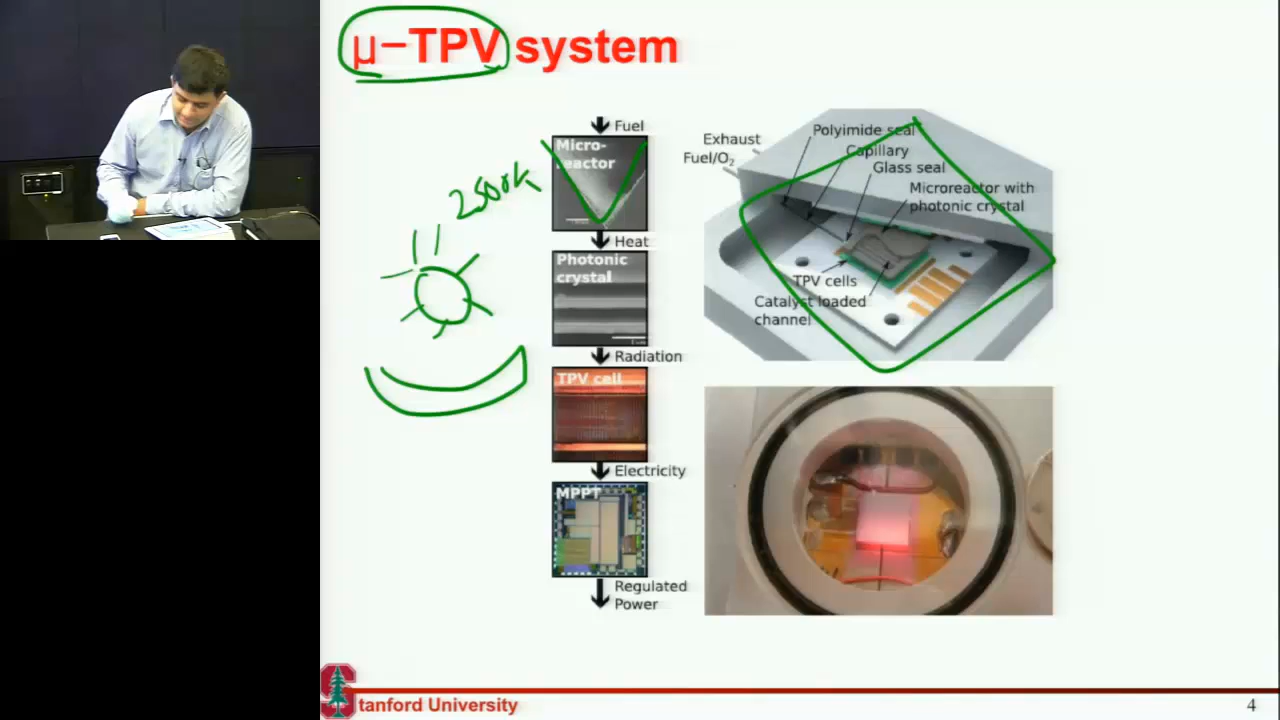 μ−TPV system
Fuel
Micro-
reactor
2500K
Heat
Photonic
crystal
Radiation
TPV cell
Electricity
MPPT
Regulated
Power
Exhaust
Fuel/O2
Polyimide seal
Capillary
Glass seal
Microreactor with
photonic crystal
TPV cells
Catalyst loaded
channel
Stanford University
4